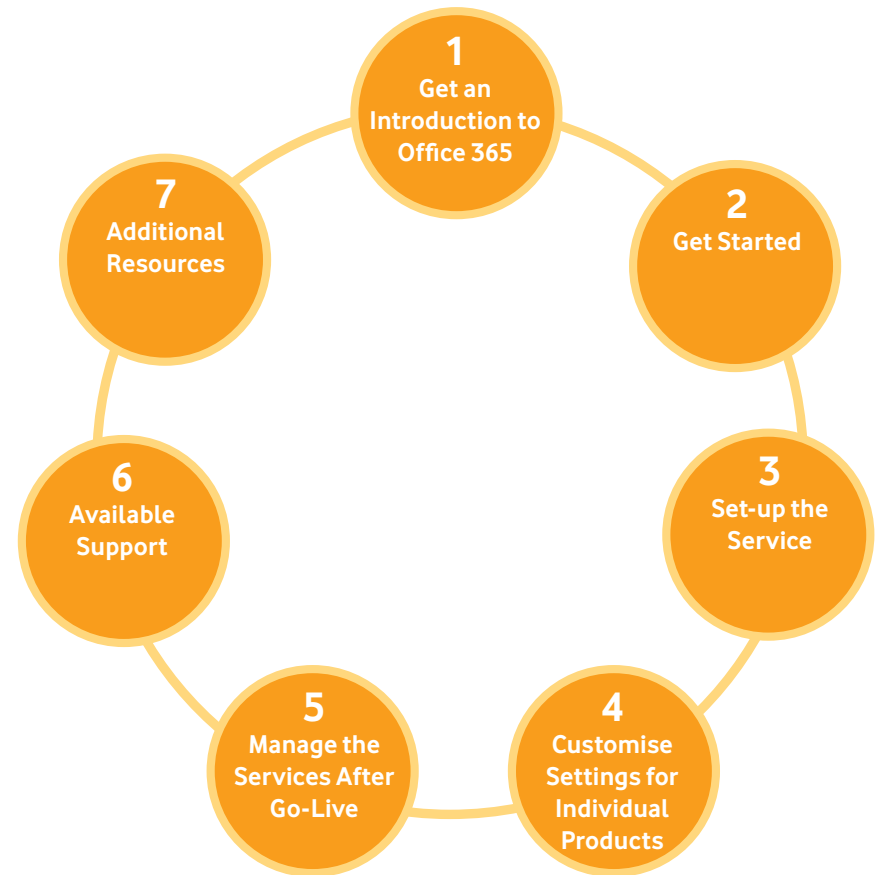 1
Get an
Introduction to
Office 365
2
Get Started
3
Set-up the
Service
4
Customise
Settings for
Individual
Products
5
Manage the
Services After
Go-Live
6
Available
Support
7
Additional
Resources